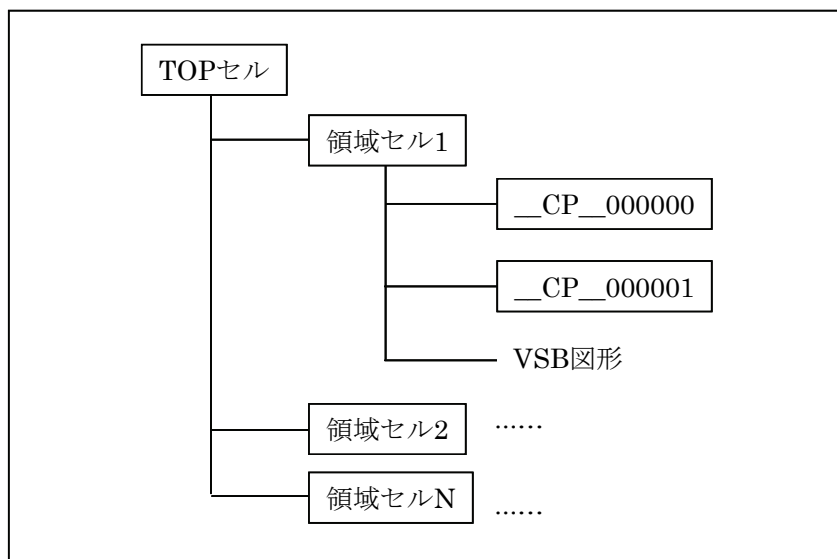 TOPセル
領域セル1
__CP__000000
__CP__000001
VSB図形
領域セル2 ……
領域セルN ……